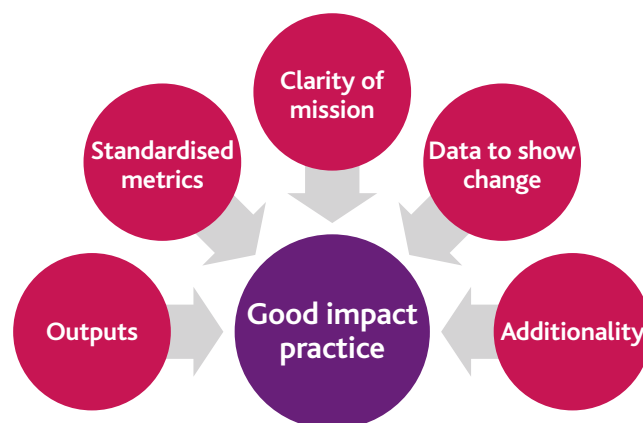 Clarity of
mission
Standardised
metrics
Data to show
change
Outputs
Good impact
practice
Additionality